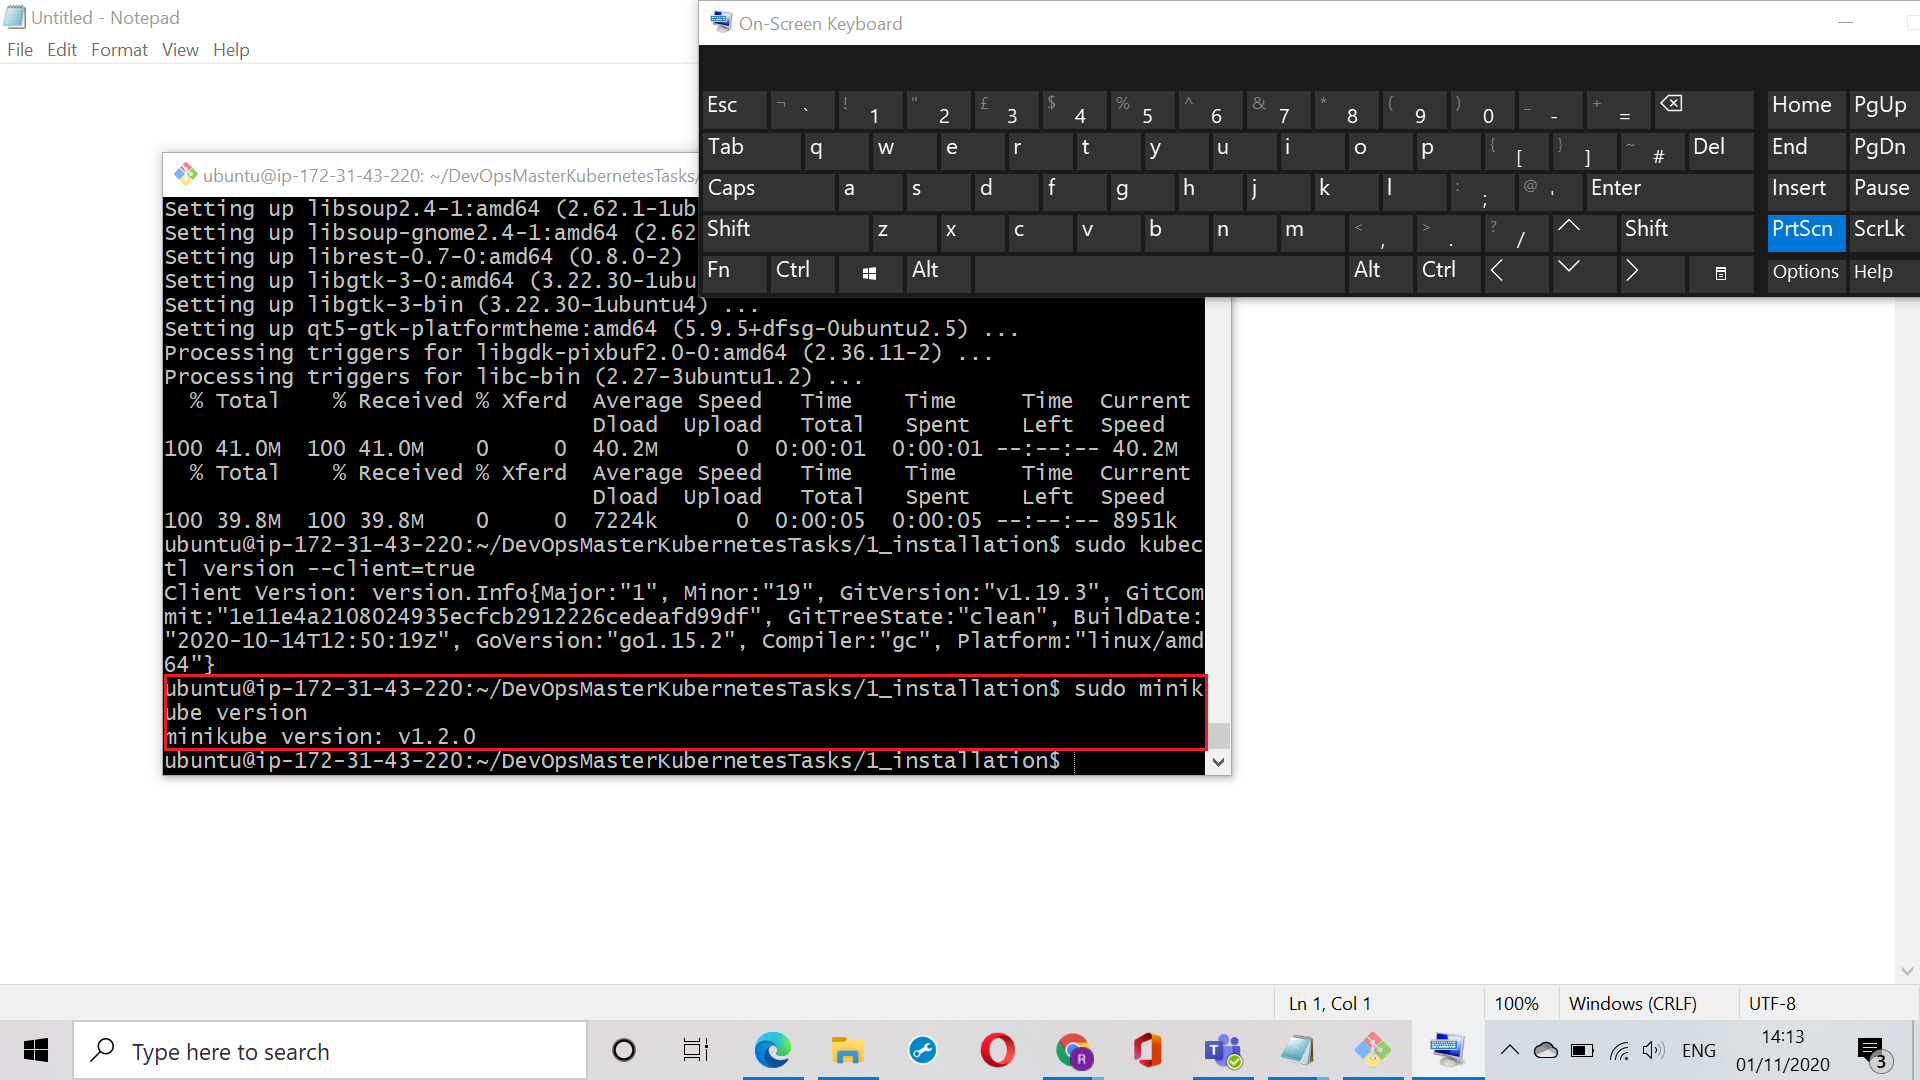 Untitled - Notepad
File Edit Format View Help
On-Screen Keyboard
Esc ¬ ` ! 1 " 2 £ 3 $ 4 % 5 ^ 6 & 7 * 8 ( 9 ) 0 _ - + = Home PgUp
Tab q w e r t y u i o p { [ } ] ~ # Del End PgDn
Caps a s d f g h j k l : ; @ ' Enter Insert Pause
Shift z x c v b n m < , > . ? / Shift PrtScn ScrLk
Fn Ctrl Alt Alt Ctrl Options Help
ubuntu@ip-172-31-43-220: ~/DevOpsMasterKubernetesTasks/
Setting up libsoup2.4-1:amd64 (2.62.1-1ub
Setting up libsoup-gnome2.4-1:amd64 (2.62
Setting up librest-0.7-0:amd64 (0.8.0-2)
Setting up libgtk-3-0:amd64 (3.22.30-1ubu
Setting up libgtk-3-bin (3.22.30-1ubuntu4) ...
Setting up qt5-gtk-platformtheme:amd64 (5.9.5+dfsg-0ubuntu2.5) ...
Processing triggers for libgdk-pixbuf2.0-0:amd64 (2.36.11-2) ...
Processing triggers for libc-bin (2.27-3ubuntu1.2) ...
% Total % Received % Xferd Average Speed Time Time Time Current
Dload Upload Total Spent Left Speed
100 41.0M 100 41.0M 0 0 40.2M 0 0:00:01 0:00:01 --:--:-- 40.2M
% Total % Received % Xferd Average Speed Time Time Time Current
Dload Upload Total Spent Left Speed
100 39.8M 100 39.8M 0 0 7224k 0 0:00:05 0:00:05 --:--:-- 8951k
ubuntu@ip-172-31-43-220:~/DevOpsMasterKubernetesTasks/1_installation$ sudo kubec
tl version --client=true
Client Version: version.Info{Major:"1", Minor:"19", GitVersion:"v1.19.3", GitCom
mit:"1e11e4a2108024935ecfcb2912226cedeafd99df", GitTreeState:"clean", BuildDate:
"2020-10-14T12:50:19Z", GoVersion:"go1.15.2", Compiler:"gc", Platform:"linux/amd
64"}
ubuntu@ip-172-31-43-220:~/DevOpsMasterKubernetesTasks/1_installation$ sudo minik
ube version
minikube version: v1.2.0
ubuntu@ip-172-31-43-220:~/DevOpsMasterKubernetesTasks/1_installation$
Ln 1, Col 1 100% Windows (CRLF) UTF-8
Type here to search
R
ENG
14:13
01/11/2020
3